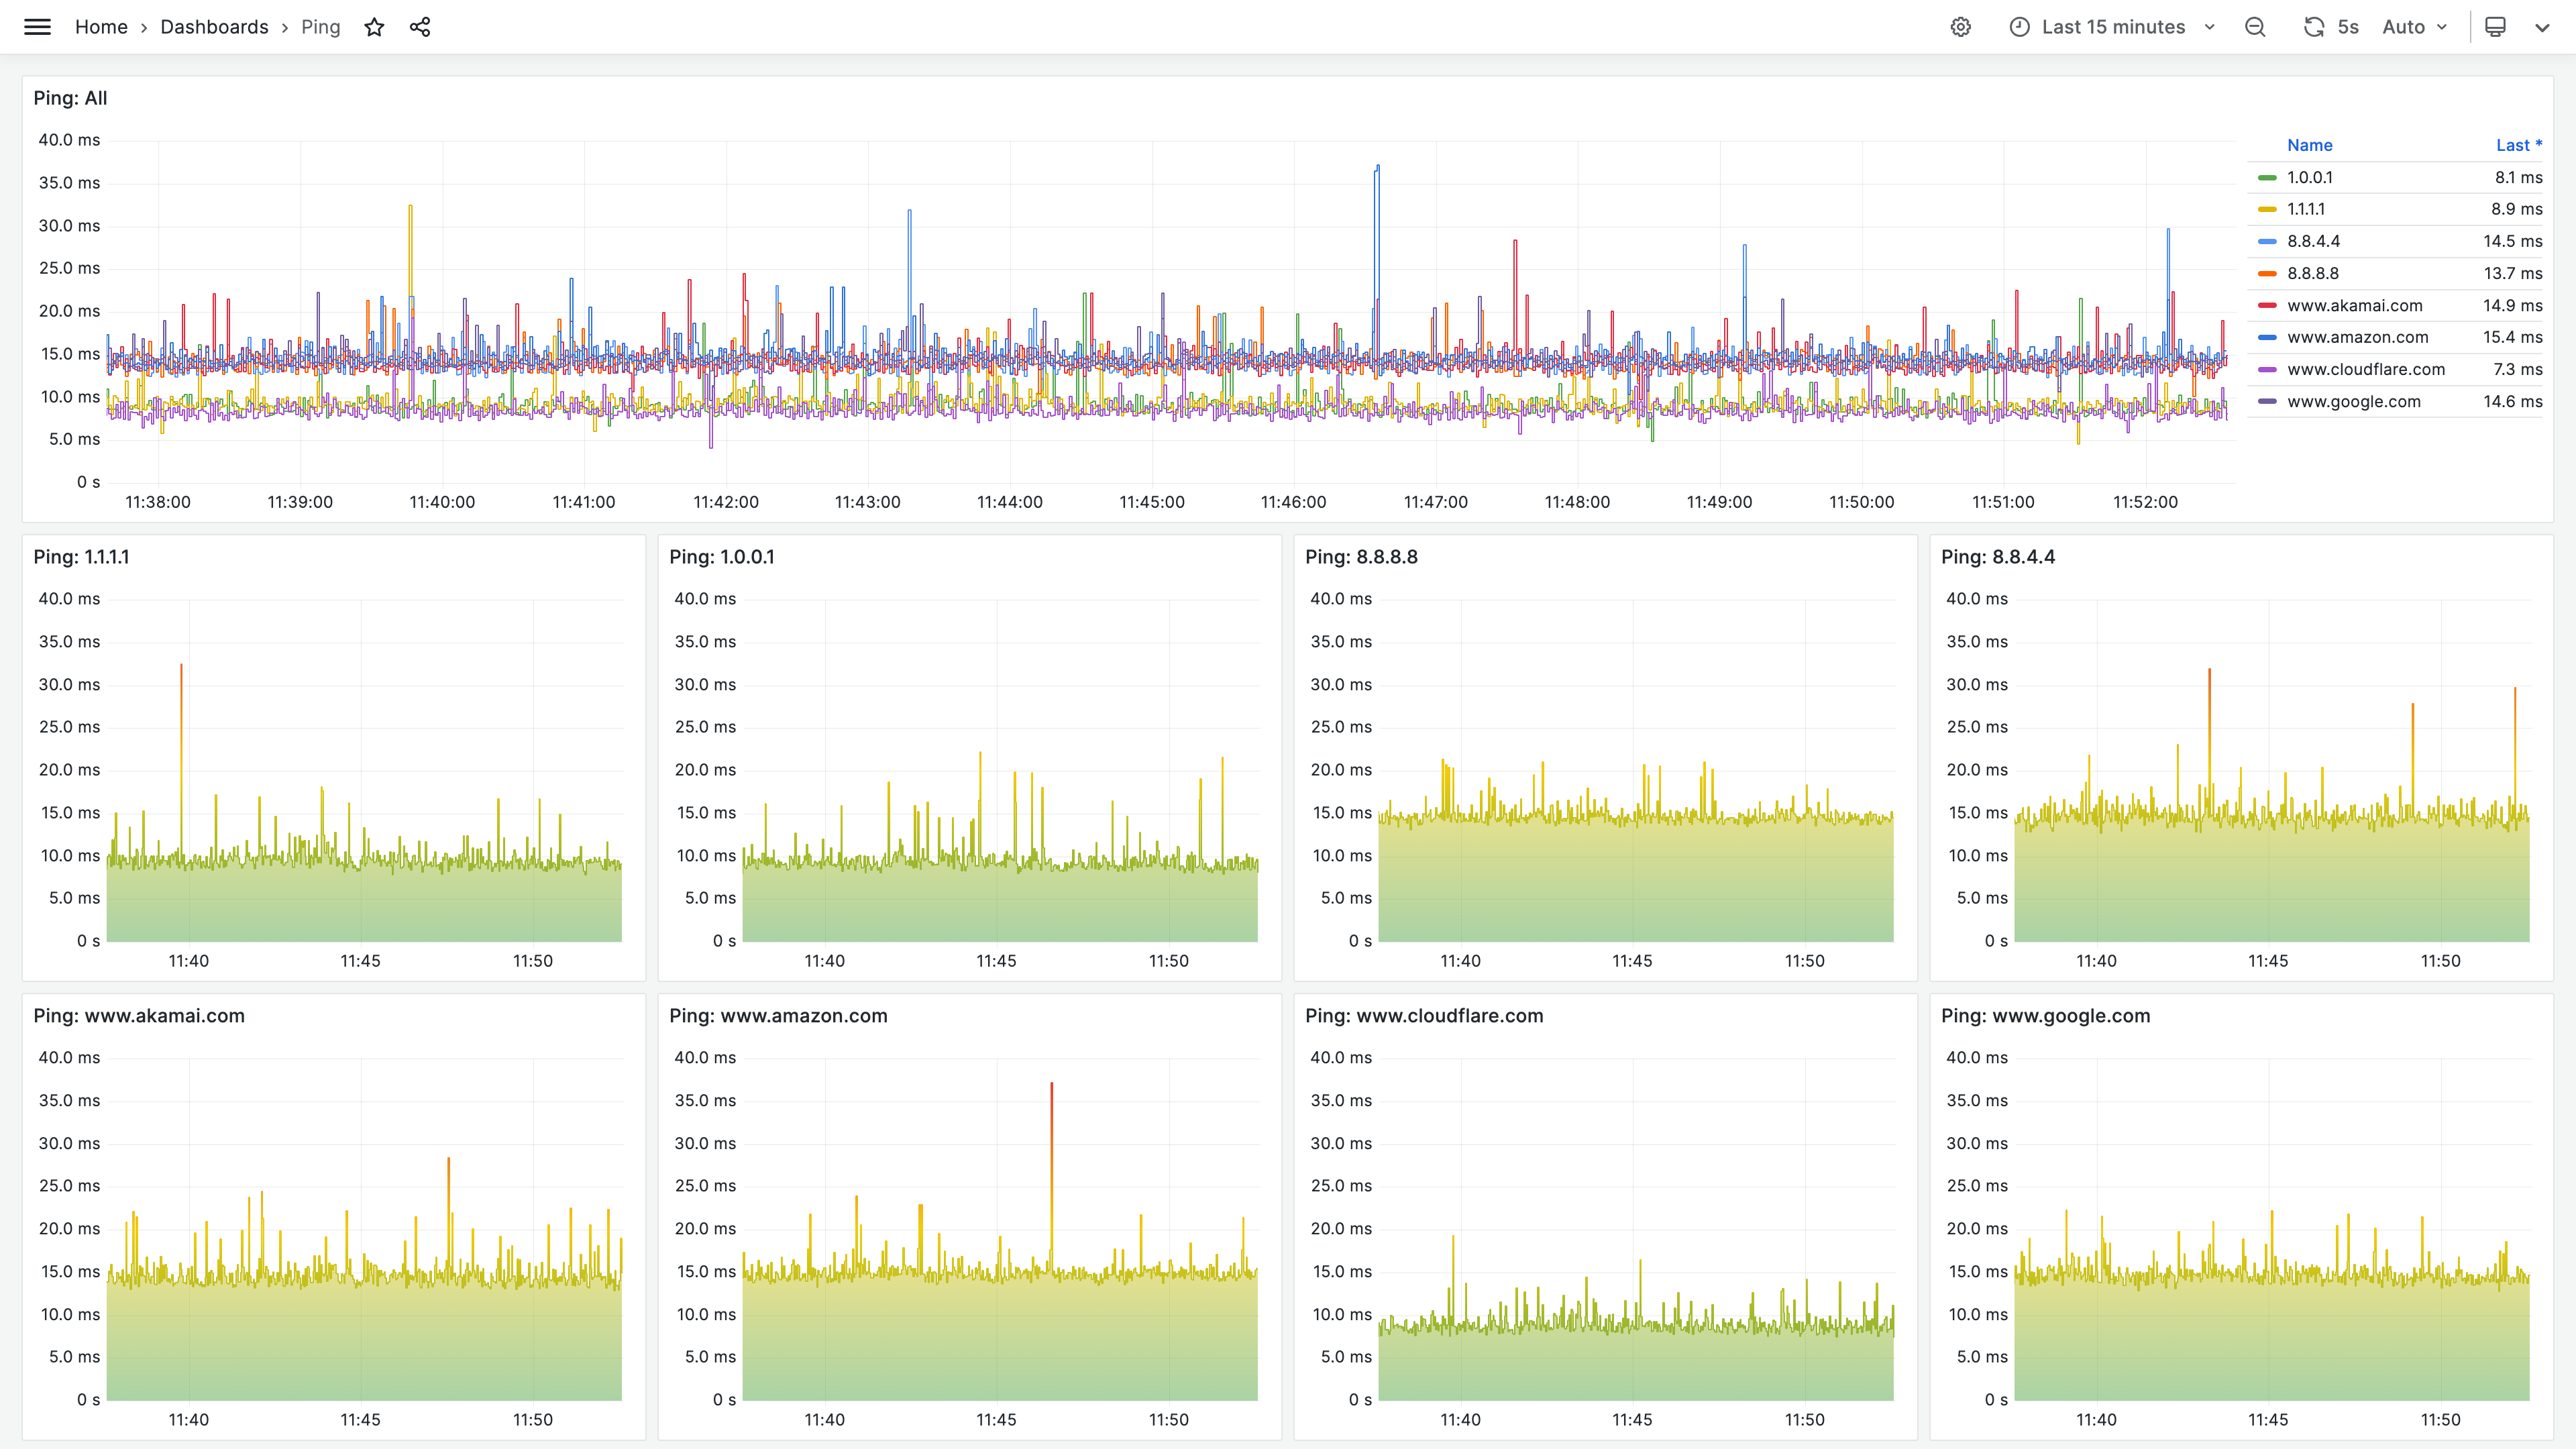 Home › Dashboards › Ping
Last 15 minutes
5s
Auto
Ping: All
40.0 ms
35.0 ms
30.0 ms
25.0 ms
20.0 ms
15.0 ms
10.0 ms
5.0 ms
0 s
11:38:00 11:39:00 11:40:00 11:41:00 11:42:00 11:43:00 11:44:00 11:45:00 11:46:00 11:47:00 11:48:00 11:49:00 11:50:00 11:51:00 11:52:00
Name Last *
1.0.0.1 8.1 ms
1.1.1.1 8.9 ms
8.8.4.4 14.5 ms
8.8.8.8 13.7 ms
www.akamai.com 14.9 ms
www.amazon.com 15.4 ms
www.cloudflare.com 7.3 ms
www.google.com 14.6 ms
Ping: 1.1.1.1
40.0 ms
35.0 ms
30.0 ms
25.0 ms
20.0 ms
15.0 ms
10.0 ms
5.0 ms
0 s
11:40 11:45 11:50
Ping: 1.0.0.1
40.0 ms
35.0 ms
30.0 ms
25.0 ms
20.0 ms
15.0 ms
10.0 ms
5.0 ms
0 s
11:40 11:45 11:50
Ping: 8.8.8.8
40.0 ms
35.0 ms
30.0 ms
25.0 ms
20.0 ms
15.0 ms
10.0 ms
5.0 ms
0 s
11:40 11:45 11:50
Ping: 8.8.4.4
40.0 ms
35.0 ms
30.0 ms
25.0 ms
20.0 ms
15.0 ms
10.0 ms
5.0 ms
0 s
11:40 11:45 11:50
Ping: www.akamai.com
40.0 ms
35.0 ms
30.0 ms
25.0 ms
20.0 ms
15.0 ms
10.0 ms
5.0 ms
0 s
11:40 11:45 11:50
Ping: www.amazon.com
40.0 ms
35.0 ms
30.0 ms
25.0 ms
20.0 ms
15.0 ms
10.0 ms
5.0 ms
0 s
11:40 11:45 11:50
Ping: www.cloudflare.com
40.0 ms
35.0 ms
30.0 ms
25.0 ms
20.0 ms
15.0 ms
10.0 ms
5.0 ms
0 s
11:40 11:45 11:50
Ping: www.google.com
40.0 ms
35.0 ms
30.0 ms
25.0 ms
20.0 ms
15.0 ms
10.0 ms
5.0 ms
0 s
11:40 11:45 11:50